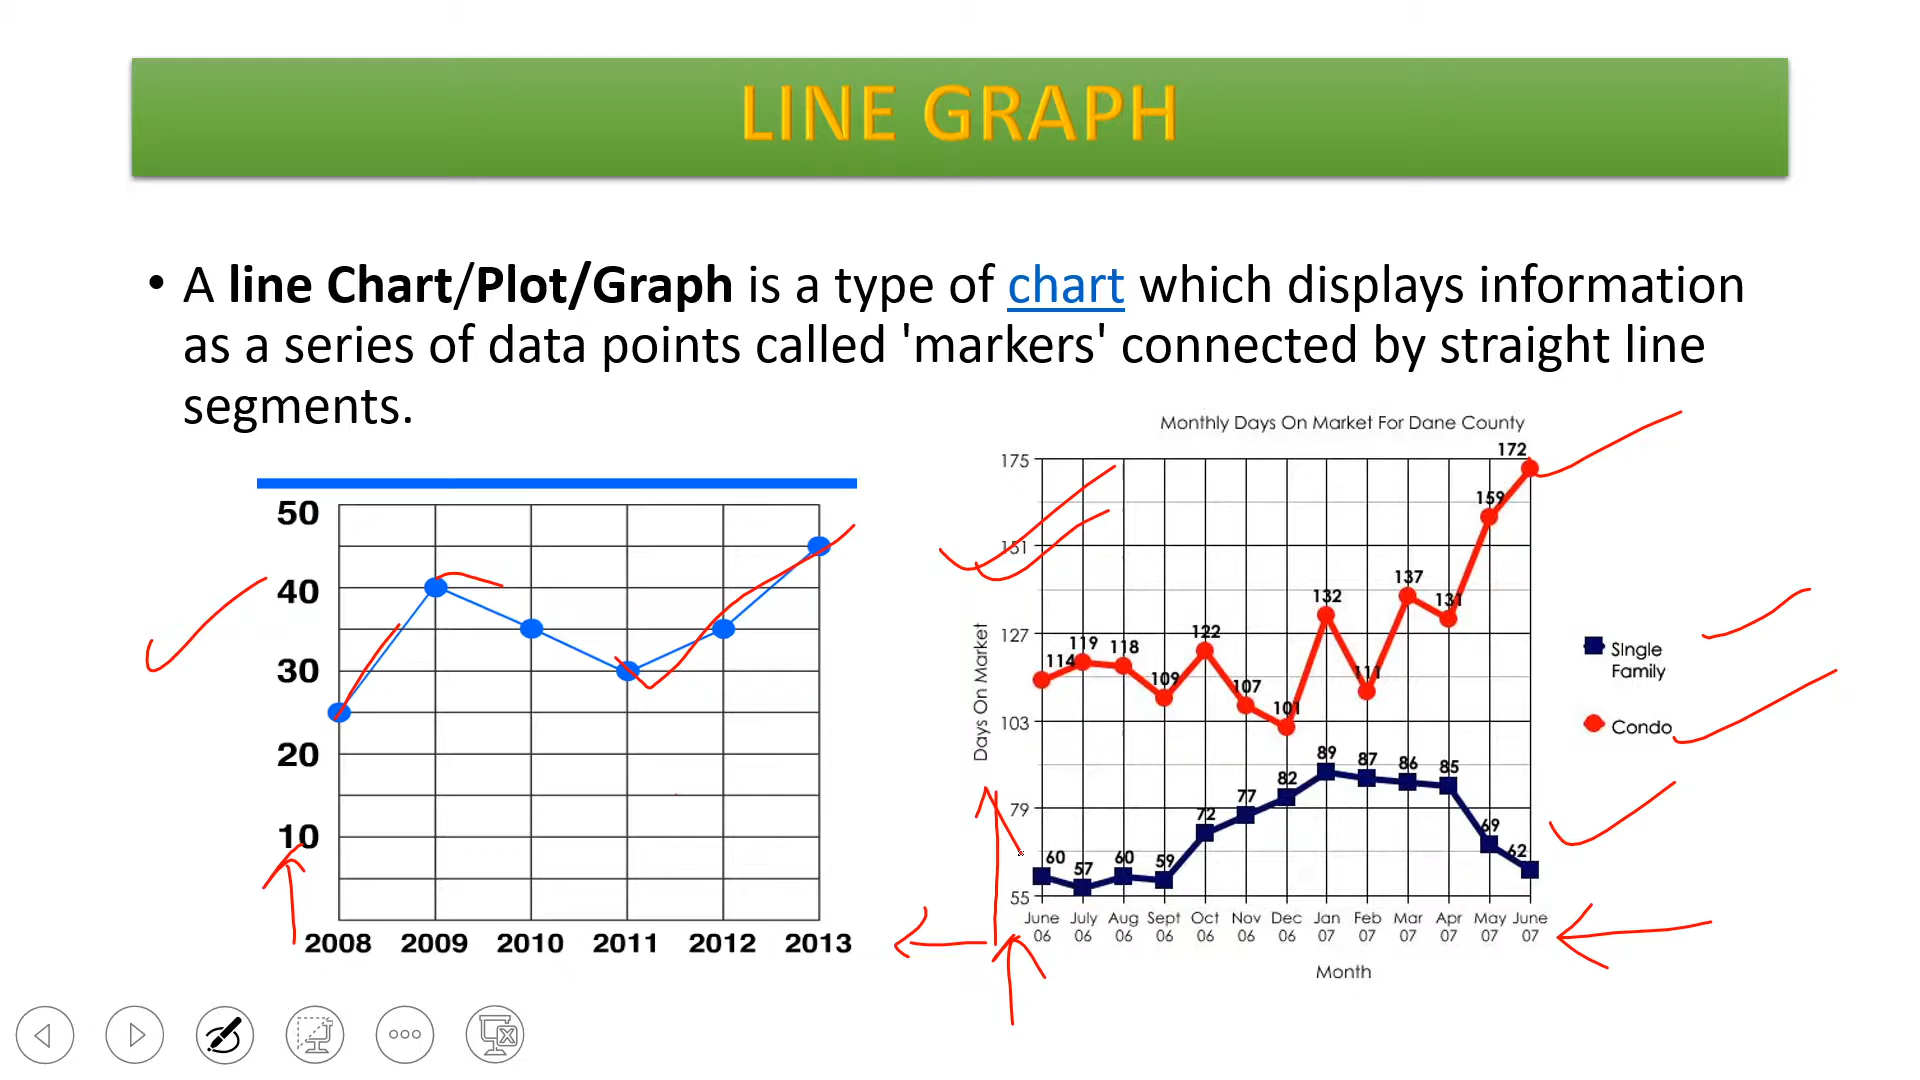 LINE GRAPH
• A line Chart/Plot/Graph is a type of chart which displays information
as a series of data points called 'markers' connected by straight line
segments.
50
40
30
20
10
2008 2009 2010 2011 2012 2013
Monthly Days On Market For Dane County
175
151
127
103
79
55
Days On Market
114 119 118 109 122 107 101 132 111 137 131 159 172
60 57 60 59 72 77 82 89 87 86 85 69 62
June July Aug Sept Oct Nov Dec Jan Feb Mar Apr May June
06 06 06 06 06 06 06 07 07 07 07 07 07
Month
SIngle
Family
Condo